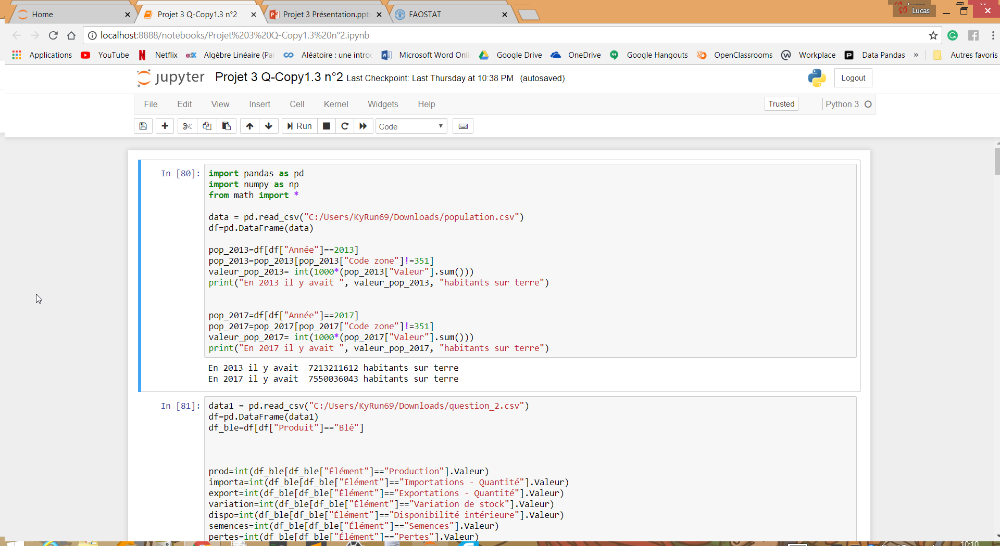 Home
Projet 3 Q-Copy1.3 n°2
Projet 3 Présentation.ppt
FAOSTAT
Lucas
localhost:8888/notebooks/Projet%203%20Q-Copy1.3%20n°2.ipynb
Applications YouTube Netflix Algèbre Linéaire (Par Aléatoire : une introd Microsoft Word Onli Google Drive OneDrive Google Hangouts OpenClassrooms Workplace Data Pandas » Autres favoris
jupyter Projet 3 Q-Copy1.3 n°2 Last Checkpoint: Last Thursday at 10:38 PM (autosaved)
Logout
File Edit View Insert Cell Kernel Widgets Help
Trusted
Python 3
Run
Code
In [80]:
import pandas as pd
import numpy as np
from math import *
data = pd.read_csv("C:/Users/KyRun69/Downloads/population.csv")
df=pd.DataFrame(data)
pop_2013=df[df["Année"]==2013]
pop_2013=pop_2013[pop_2013["Code zone"]!=351]
valeur_pop_2013= int(1000*(pop_2013["Valeur"].sum()))
print("En 2013 il y avait ", valeur_pop_2013, "habitants sur terre")
pop_2017=df[df["Année"]==2017]
pop_2017=pop_2017[pop_2017["Code zone"]!=351]
valeur_pop_2017= int(1000*(pop_2017["Valeur"].sum()))
print("En 2017 il y avait ", valeur_pop_2017, "habitants sur terre")
En 2013 il y avait  7213211612 habitants sur terre
En 2017 il y avait  7550036043 habitants sur terre
In [81]:
data1 = pd.read_csv("C:/Users/KyRun69/Downloads/question_2.csv")
df=pd.DataFrame(data1)
df_ble=df[df["Produit"]=="Blé"]
prod=int(df_ble[df_ble["Élément"]=="Production"].Valeur)
importa=int(df_ble[df_ble["Élément"]=="Importations - Quantité"].Valeur)
export=int(df_ble[df_ble["Élément"]=="Exportations - Quantité"].Valeur)
variation=int(df_ble[df_ble["Élément"]=="Variation de stock"].Valeur)
dispo=int(df_ble[df_ble["Élément"]=="Disponibilité intérieure"].Valeur)
semences=int(df_ble[df_ble["Élément"]=="Semences"].Valeur)
pertes=int(df_ble[df_ble["Élément"]=="Pertes"].Valeur)
10:10